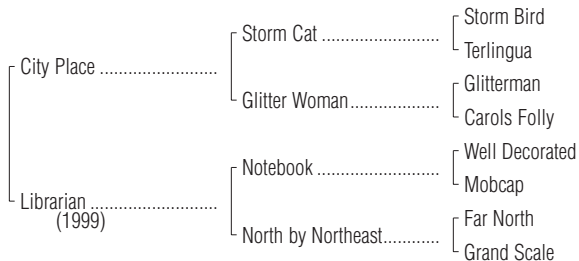 Storm Bird
Storm Cat ........................
Terlingua
City Place ........................
Glitterman
Glitter Woman..................
Carols Folly
Well Decorated
Notebook .........................
Mobcap
Librarian ..........................
(1999)
Far North
North by Northeast............
Grand Scale